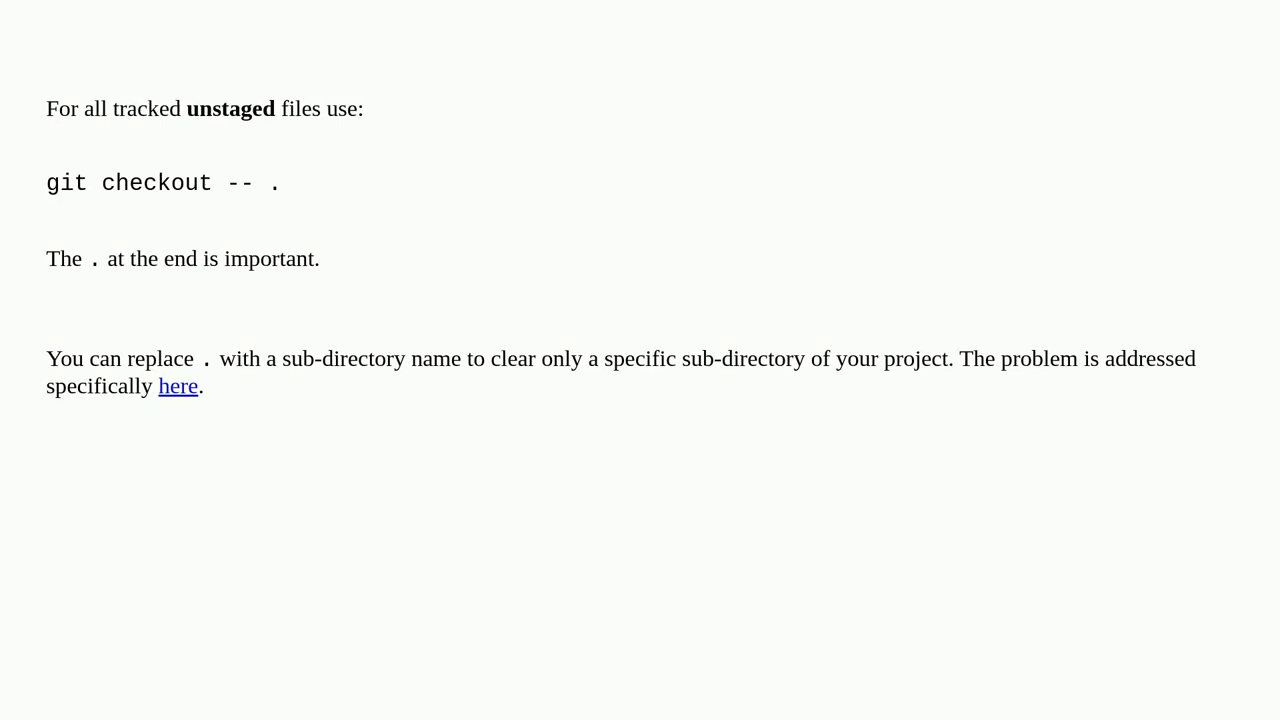 For all tracked unstaged files use:
git checkout -- .
The . at the end is important.
You can replace . with a sub-directory name to clear only a specific sub-directory of your project. The problem is addressed
specifically here.